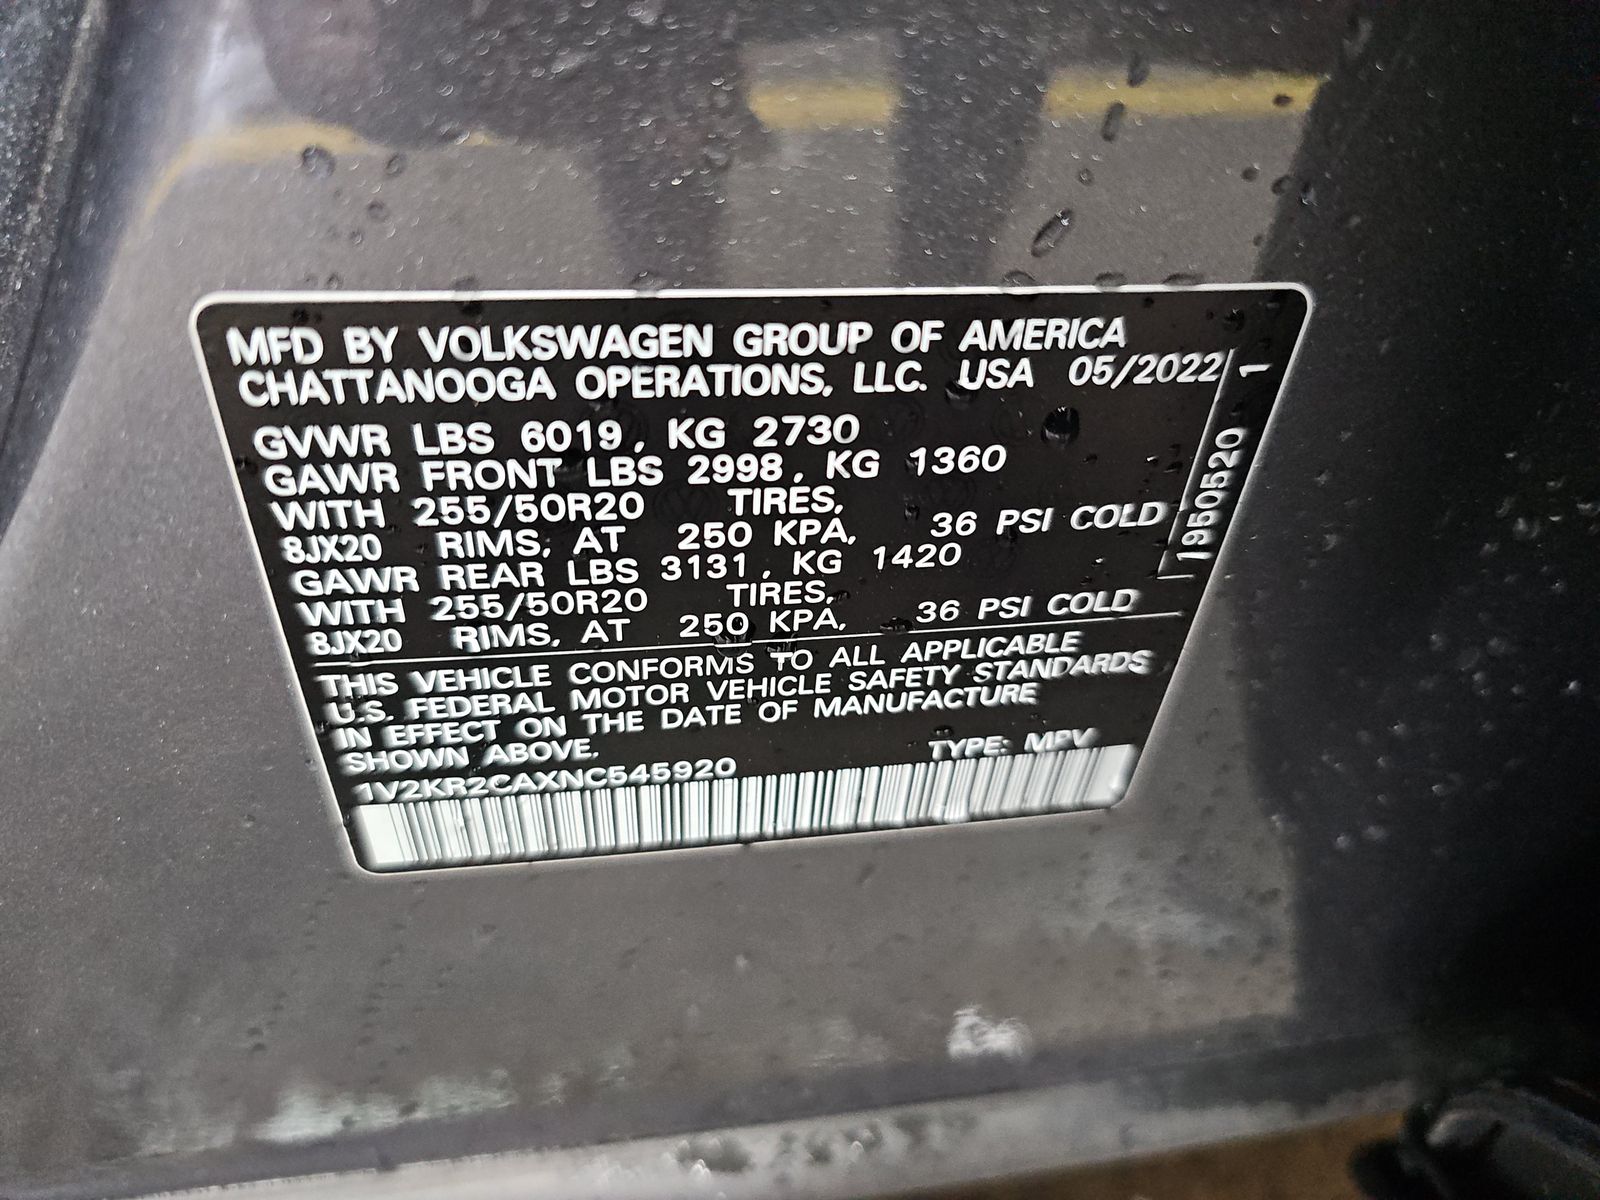 MFD BY VOLKSWAGEN GROUP OF AMERICA
CHATTANOOGA OPERATIONS, LLC. USA 05/2022
GVWR LBS 6019, KG 2730
GAWR FRONT LBS 2998, KG 1360
WITH 255/50R20 TIRES,
8JX20 RIMS, AT 250 KPA, 36 PSI COLD
GAWR REAR LBS 3131, KG 1420
WITH 255/50R20 TIRES,
8JX20 RIMS, AT 250 KPA, 36 PSI COLD
THIS VEHICLE CONFORMS TO ALL APPLICABLE
U.S. FEDERAL MOTOR VEHICLE SAFETY STANDARDS
IN EFFECT ON THE DATE OF MANUFACTURE
SHOWN ABOVE.
1V2KR2CAXNC545920 TYPE: MPV
1950520 1